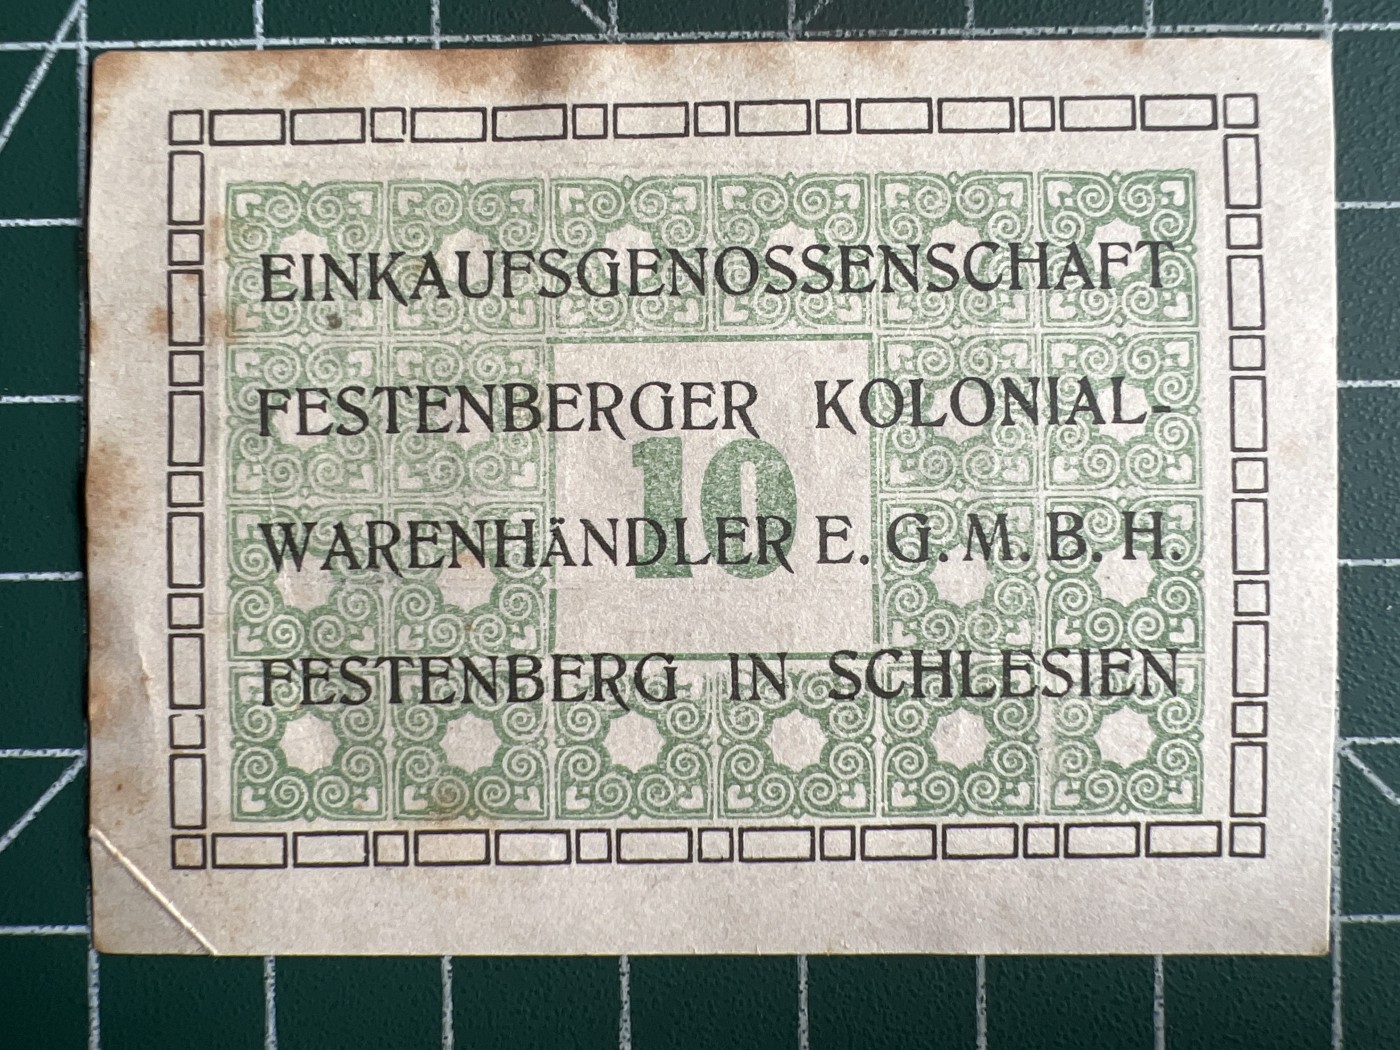 EINKAUFSGENOSSENSCHAFT
FESTENBERGER KOLONIAL-
10
WARENHÄNDLER E. G. M. B. H.
FESTENBERG IN SCHLESIEN